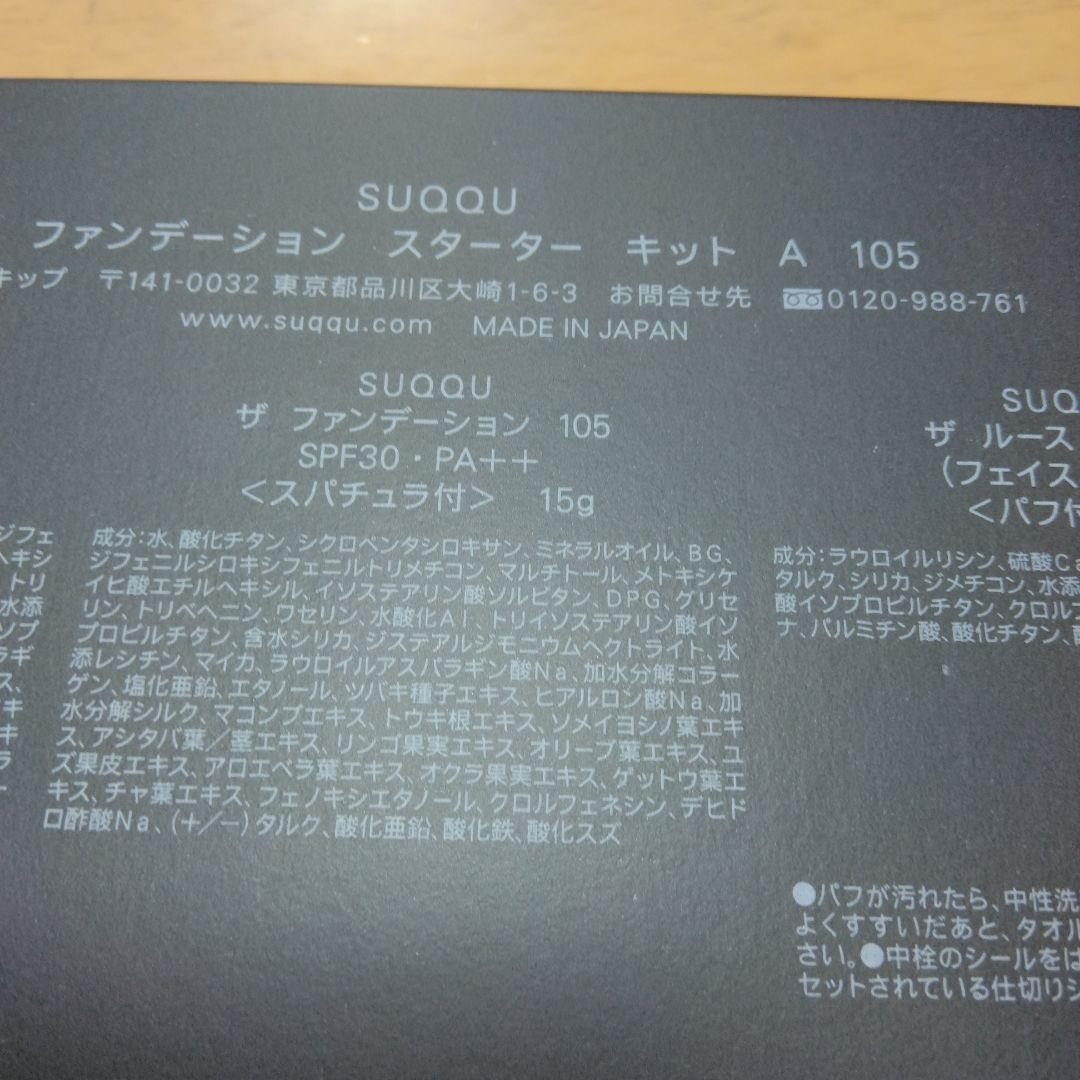 SUQQU
ファンデーション スターター キット A 105
キップ 〒141-0032 東京都品川区大崎1-6-3 お問合せ先 0120-988-761
www.suqqu.com MADE IN JAPAN
SUQQU
ザ ファンデーション 105
SPF30・PA++
<スパチュラ付> 15g
成分:水、酸化チタン、シクロペンタシロキサン、ミネラルオイル、BG、
ジフェニルシロキシフェニルトリメチコン、マルチトール、メトキシケ
イヒ酸エチルヘキシル、イソステアリン酸ソルビタン、DPG、グリセ
リン、トリベヘニン、ワセリン、水酸化Al、トリイソステアリン酸イソ
プロピルチタン、含水シリカ、ジステアルジモニウムヘクトライト、水
添レシチン、マイカ、ラウロイルアスパラギン酸Na、加水分解コラー
ゲン、塩化亜鉛、エタノール、ツバキ種子エキス、ヒアルロン酸Na、加
水分解シルク、マコンブエキス、トウキ根エキス、ソメイヨシノ葉エキ
ス、アシタバ葉/茎エキス、リンゴ果実エキス、オリーブ葉エキス、ユ
ズ果皮エキス、アロエベラ葉エキス、オクラ果実エキス、ゲットウ葉エ
キス、チャ葉エキス、フェノキシエタノール、クロルフェネシン、デヒド
ロ酢酸Na、(+/-)タルク、酸化亜鉛、酸化鉄、酸化スズ
ジフェ
ヘキシ
、トリ
水添
ソプ
ラギ
ス、
キ
キ
ラ
SUQ
ザ ルース
(フェイス
<パフ付
成分:ラウロイルリシン、硫酸Ca
タルク、シリカ、ジメチコン、水添
酸イソプロピルチタン、クロルフ
ナ、パルミチン酸、酸化チタン、酸
●パフが汚れたら、中性洗
よくすすいだあと、タオル
さい。●中栓のシールをは
セットされている仕切りシ